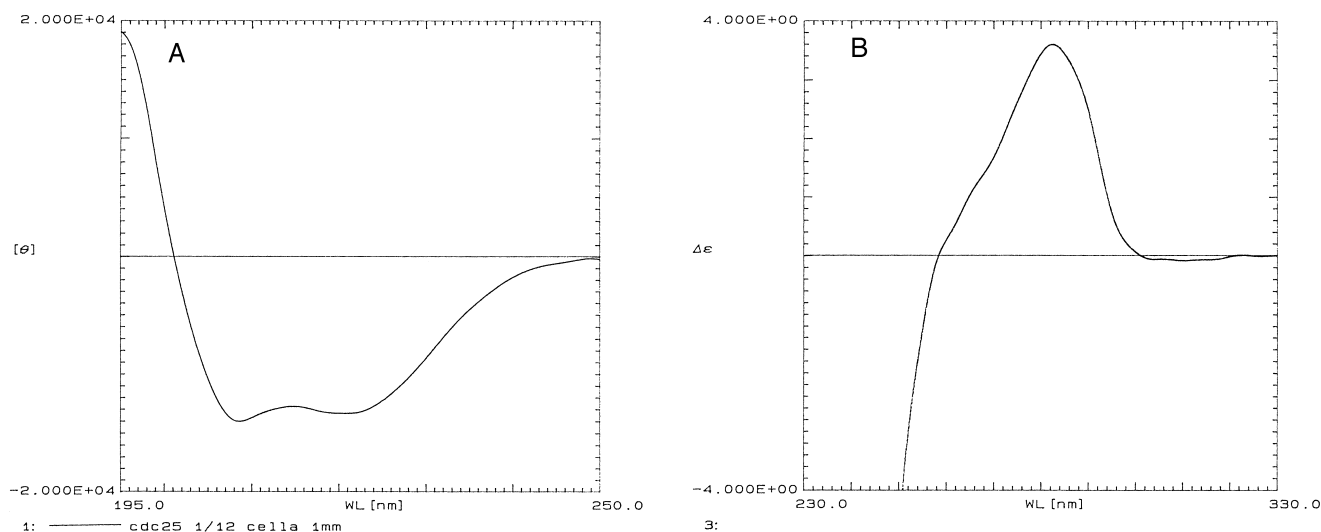 2.000E+04
A
[θ]
-2.000E+04
195.0
WL[nm]
250.0
1:
cdc25 1/12 cella 1mm
4.000E+00
B
Δε
-4.000E+00
230.0
WL[nm]
330.0
3: